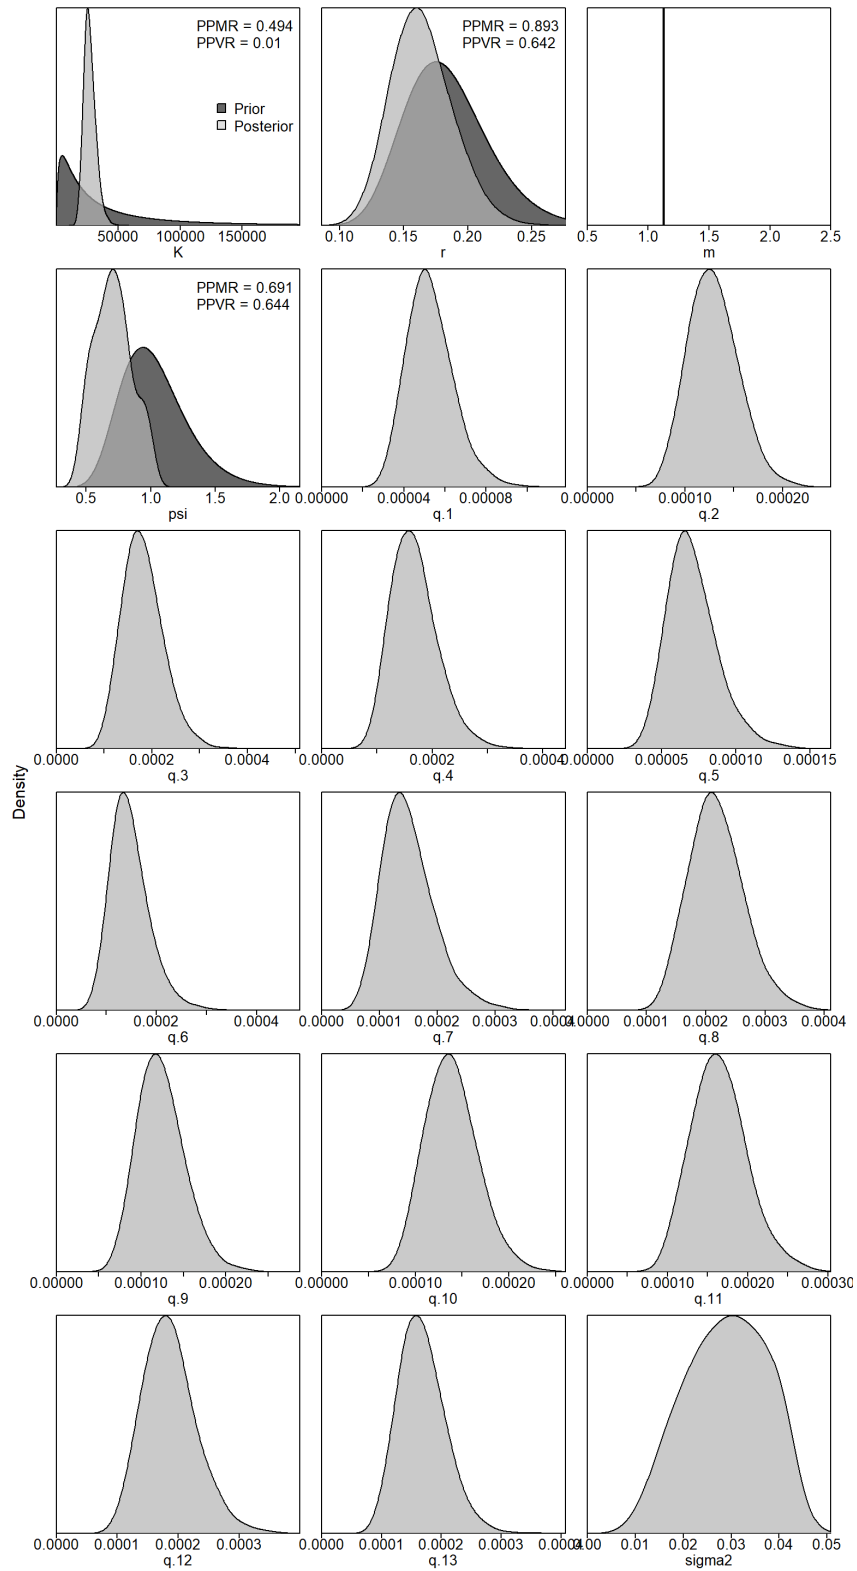 PPMR = 0.494
PPVR = 0.01
Prior
Posterior
50000 100000 150000
K
PPMR = 0.893
PPVR = 0.642
0.10 0.15 0.20 0.25
r
0.5 1.0 1.5 2.0 2.5
m
PPMR = 0.691
PPVR = 0.644
0.5 1.0 1.5 2.0
psi
0.00000 0.00004 0.00008
q.1
0.00000 0.00010 0.00020
q.2
0.0000 0.0002 0.0004
q.3
0.0000 0.0002 0.0004
q.4
0.00000 0.00005 0.00010 0.00015
q.5
Density
0.0000 0.0002 0.0004
q.6
0.0000 0.0001 0.0002 0.0003 0.0004
q.7
0.0000 0.0001 0.0002 0.0003 0.0004
q.8
0.00000 0.00010 0.00020
q.9
0.00000 0.00010 0.00020
q.10
0.00000 0.00010 0.00020 0.00030
q.11
0.0000 0.0001 0.0002 0.0003
q.12
0.0000 0.0001 0.0002 0.0003 0.0004
q.13
0.01 0.02 0.03 0.04 0.05
sigma2